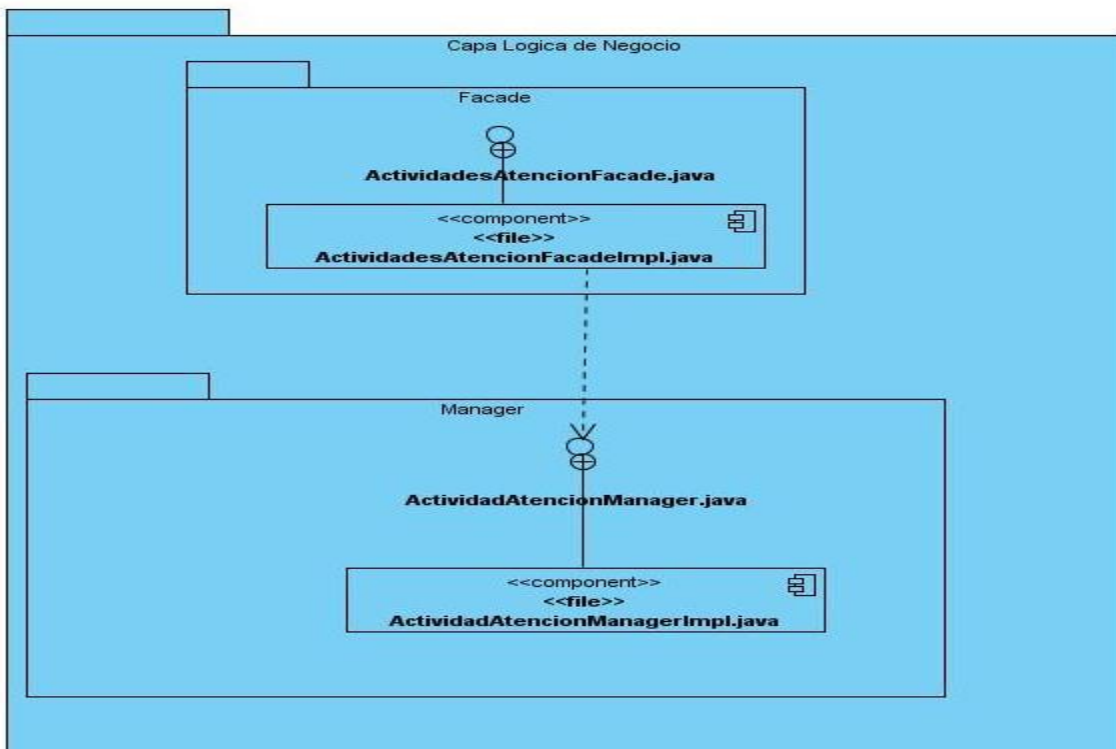 Capa Logica de Negocio
Facade
ActividadesAtencionFacade.java
<<component>>
<<file>>
ActividadesAtencionFacadeImpl.java
Manager
ActividadAtencionManager.java
<<component>>
<<file>>
ActividadAtencionManagerImpl.java